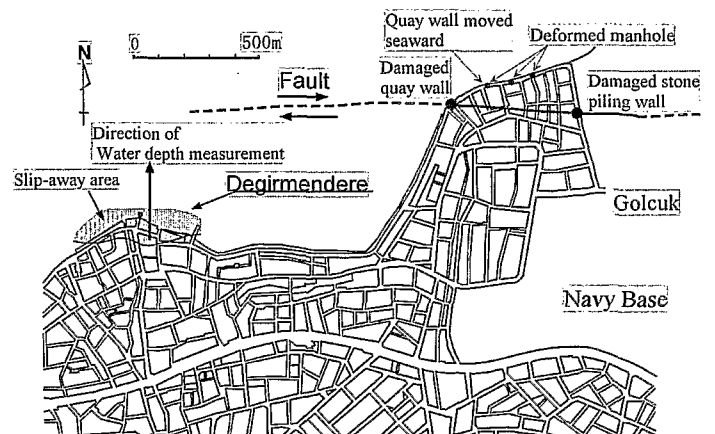 N
0 500m
Quay wall moved
seaward
Deformed manhole
Damaged
quay wall
Damaged stone
piling wall
Fault
Direction of
Water depth measurement
Slip-away area
Degirmendere
Golcuk
Navy Base